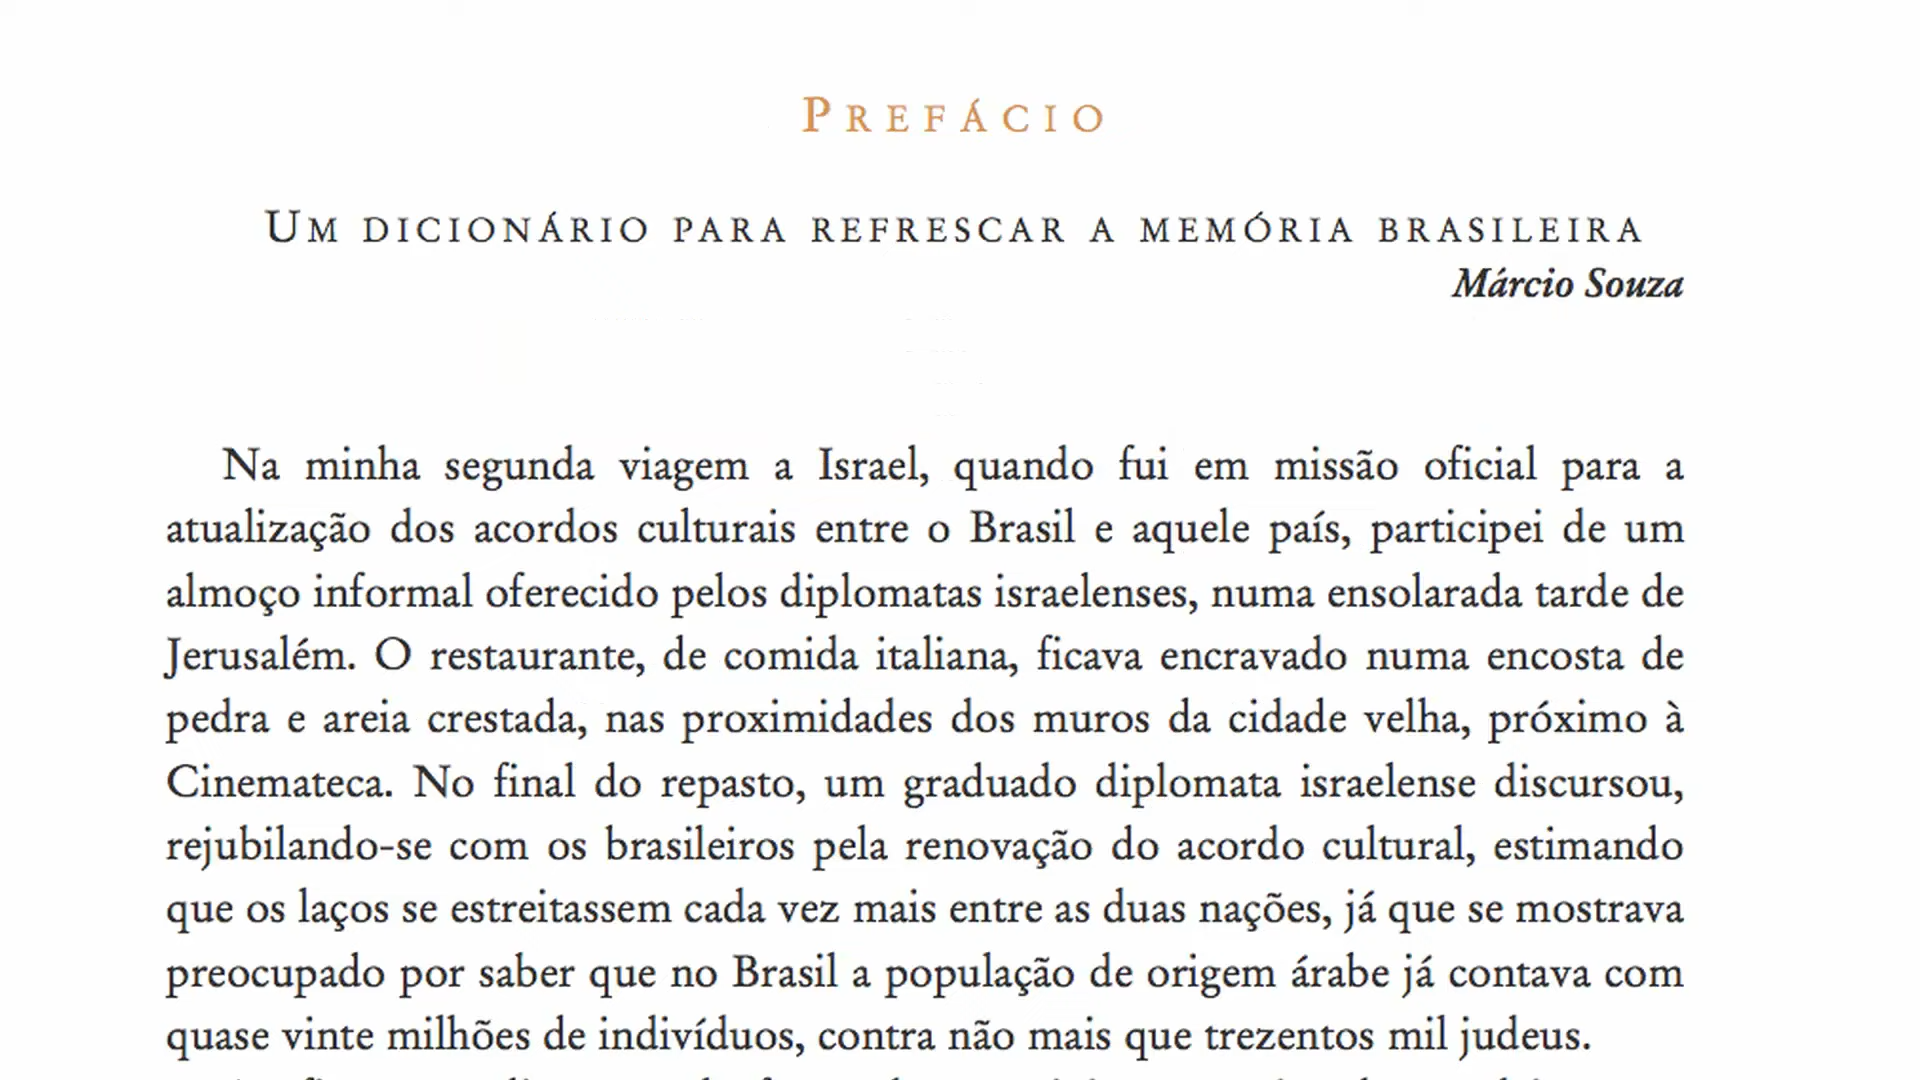 Prefácio
Um dicionário para refrescar a memória brasileira
Márcio Souza
Na minha segunda viagem a Israel, quando fui em missão oficial para a
atualização dos acordos culturais entre o Brasil e aquele país, participei de um
almoço informal oferecido pelos diplomatas israelenses, numa ensolarada tarde de
Jerusalém. O restaurante, de comida italiana, ficava encravado numa encosta de
pedra e areia crestada, nas proximidades dos muros da cidade velha, próximo à
Cinemateca. No final do repasto, um graduado diplomata israelense discursou,
rejubilando-se com os brasileiros pela renovação do acordo cultural, estimando
que os laços se estreitassem cada vez mais entre as duas nações, já que se mostrava
preocupado por saber que no Brasil a população de origem árabe já contava com
quase vinte milhões de indivíduos, contra não mais que trezentos mil judeus.